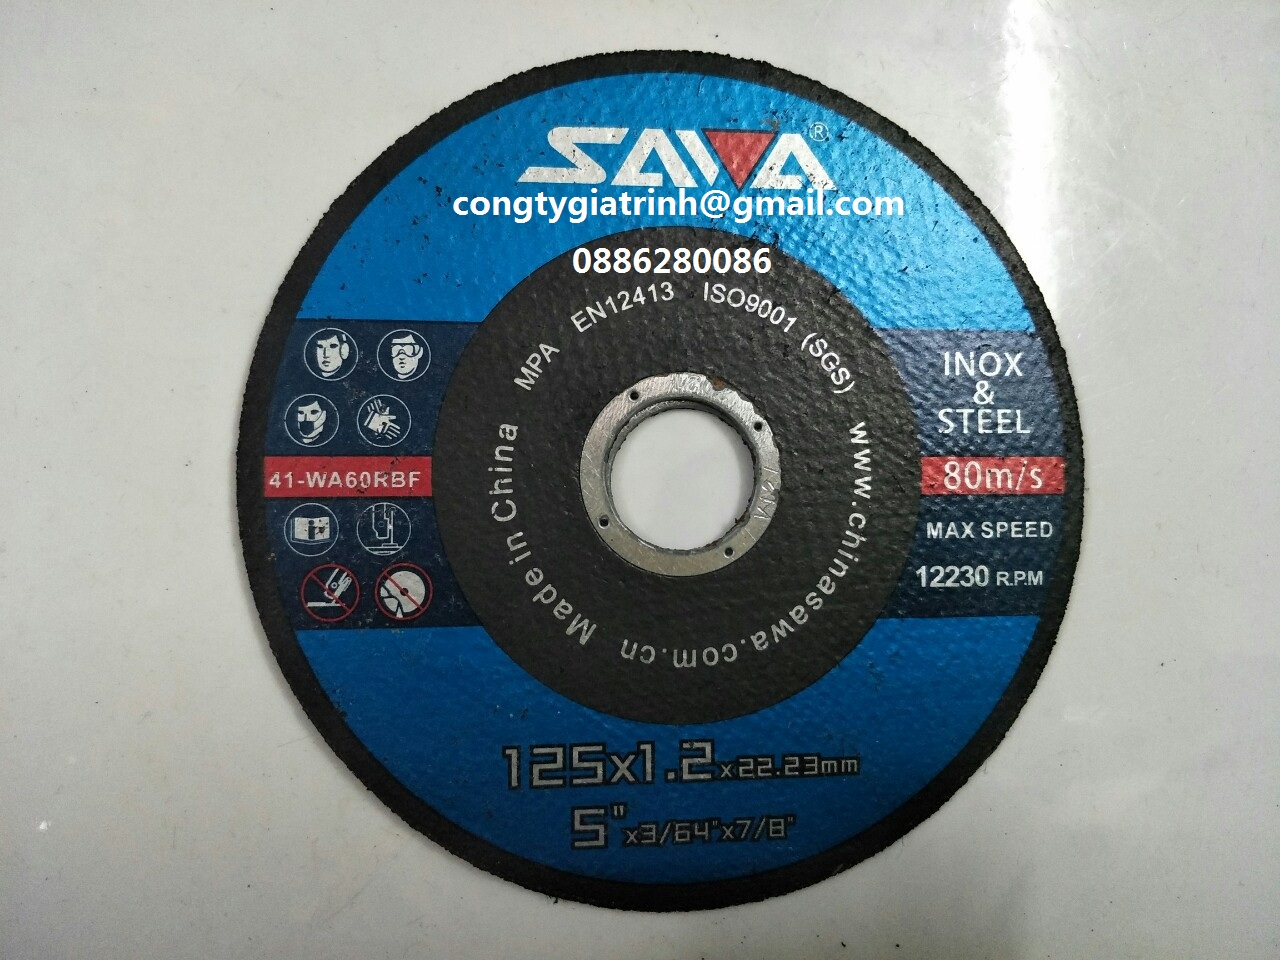 SAWA®
congtygiatrinh@gmail.com
0886280086
MPA EN12413 ISO9001 (SGS)
www.chinasawa.com.cn
Made in China
41-WA60RBF
INOX
&
STEEL
80m/s
MAX SPEED
12230 R.P.M
125x1.2x22.23mm
5"x3/64"x7/8"